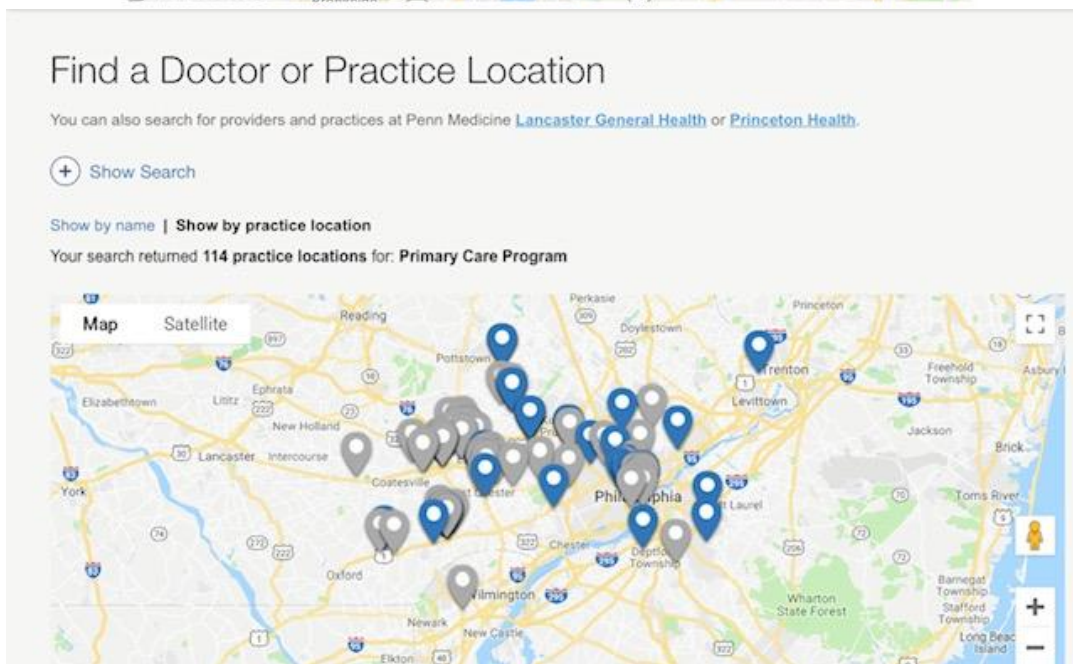 Find a Doctor or Practice Location
You can also search for providers and practices at Penn Medicine Lancaster General Health or Princeton Health.
+ Show Search
Show by name | Show by practice location
Your search returned 114 practice locations for: Primary Care Program
Map Satellite
Reading
Perkasie
Princeton
Doylestown
Pottstown
Trenton
Freehold
Township
Asbury
Elizabethtown
Lititz
Ephrata
Levittown
New Holland
Jackson
Lancaster
Intercourse
Brick
York
Coatesville
Philadelphia
Toms River
Chester
Deptford
Township
Oxford
Wilmington
Wharton
State Forest
Barnegat
Township
Stafford
Township
Newark
New Castle
Long Beac
Island
Elkton